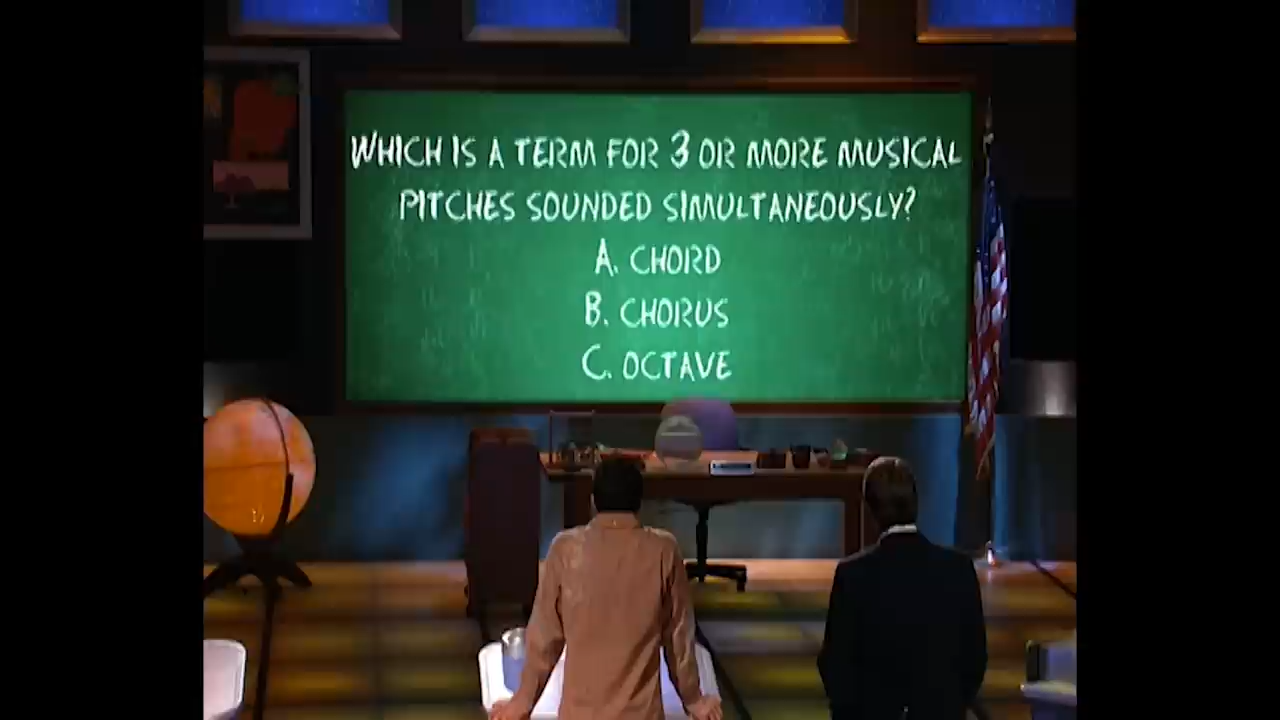 WHICH IS A TERM FOR 3 OR MORE MUSICAL
PITCHES SOUNDED SIMULTANEOUSLY?
A. CHORD
B. CHORUS
C. OCTAVE